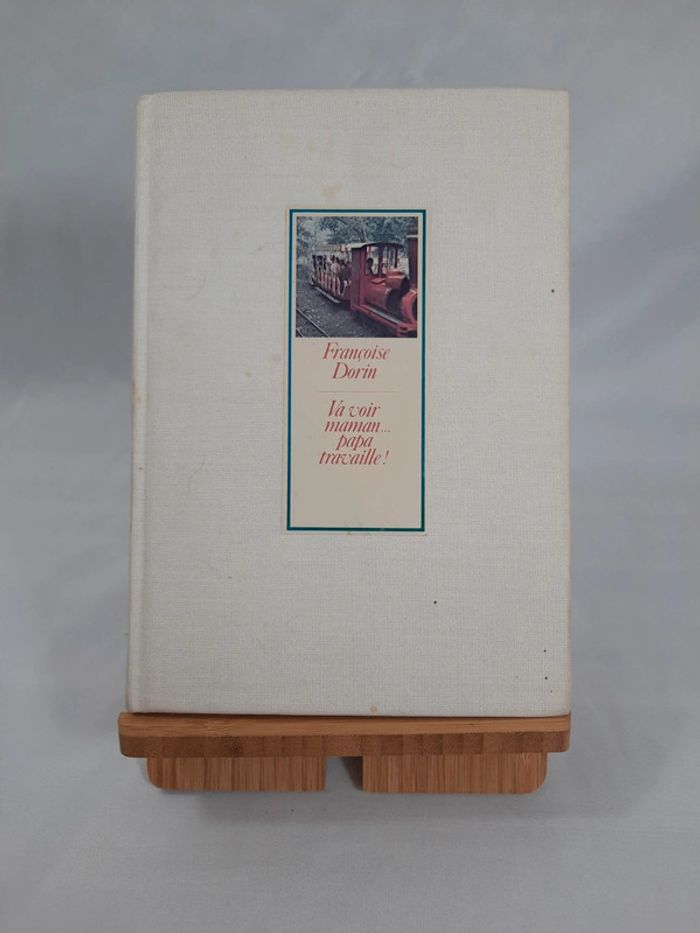 Françoise
Dorin
Va voir
maman...
papa
travaille!